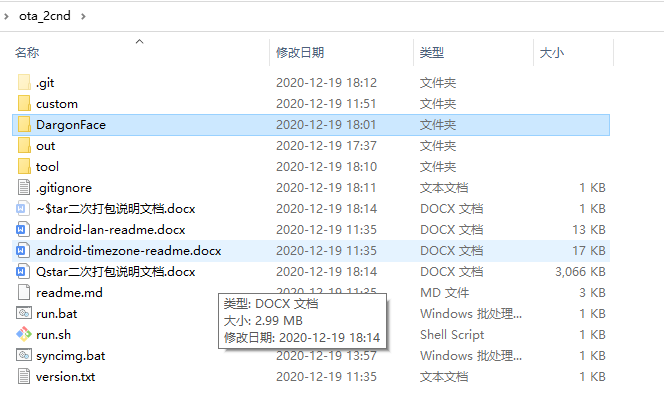 ota_2cnd
名称 修改日期 类型 大小
.git 2020-12-19 18:12 文件夹
custom 2020-12-19 11:51 文件夹
DargonFace 2020-12-19 18:01 文件夹
out 2020-12-19 17:37 文件夹
tool 2020-12-19 18:10 文件夹
.gitignore 2020-12-19 18:11 文本文档 1 KB
~$tar二次打包说明文档.docx 2020-12-19 18:14 DOCX 文档 1 KB
android-lan-readme.docx 2020-12-19 11:35 DOCX 文档 13 KB
android-timezone-readme.docx 2020-12-19 11:35 DOCX 文档 17 KB
Qstar二次打包说明文档.docx 2020-12-19 18:14 DOCX 文档 3,066 KB
readme.md 2020-12-19 11:35 MD 文件 3 KB
run.bat Windows 批处理... 1 KB
run.sh Shell Script 1 KB
syncimg.bat 2020-12-19 13:57 Windows 批处理... 1 KB
version.txt 2020-12-19 11:35 文本文档 1 KB
类型: DOCX 文档
大小: 2.99 MB
修改日期: 2020-12-19 18:14